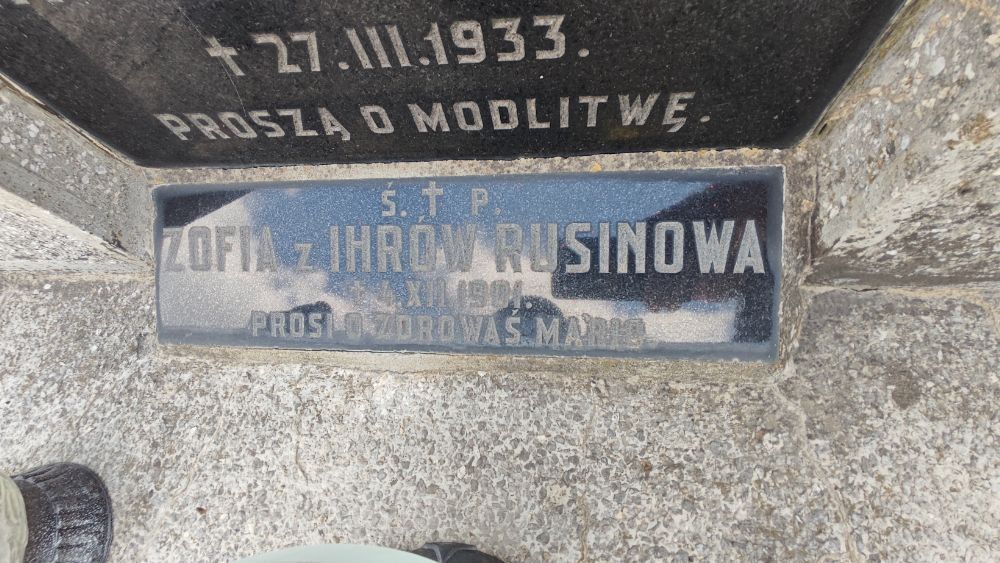 ✝ 27.III.1933.
PROSZĄ O MODLITWĘ.
Ś. ✝ P.
ZOFIA z IHRÓW RUSINOWA
✝ 4.XII.1901.
PROSI O ZDROWAŚ. MARIO.